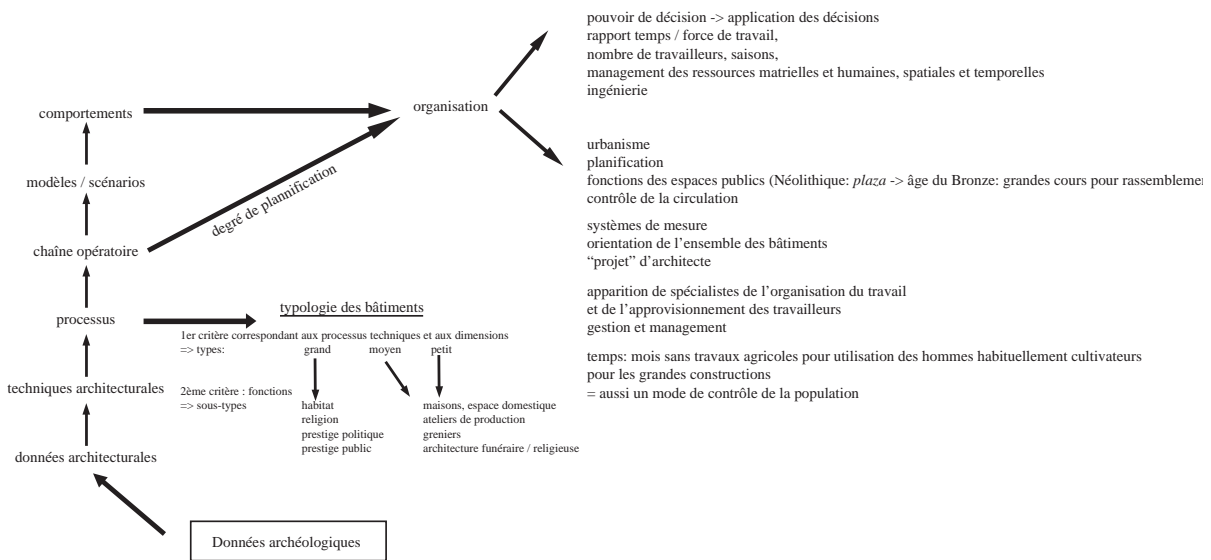 pouvoir de décision -> application des décisions
rapport temps / force de travail,
nombre de travailleurs, saisons,
management des ressources matrielles et humaines, spatiales et temporelles
ingénierie
organisation
comportements
urbanisme
planification
fonctions des espaces publics (Néolithique: plaza -> âge du Bronze: grandes cours pour rassembleme
contrôle de la circulation
modèles / scénarios
degré de plannification
chaîne opératoire
systèmes de mesure
orientation de l’ensemble des bâtiments
“projet” d’architecte
apparition de spécialistes de l’organisation du travail
et de l’approvisionnement des travailleurs
gestion et management
processus
typologie des bâtiments
1er critère correspondant aux processus techniques et aux dimensions
=> types: grand moyen petit
temps: mois sans travaux agricoles pour utilisation des hommes habituellement cultivateurs
pour les grandes constructions
= aussi un mode de contrôle de la population
techniques architecturales
2ème critère : fonctions
=> sous-types
habitat
religion
prestige politique
prestige public
maisons, espace domestique
ateliers de production
greniers
architecture funéraire / religieuse
données architecturales
Données archéologiques